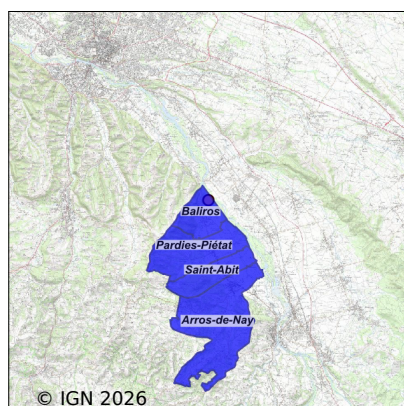 Baliros
Pardies-Piétat
Saint-Abit
Arros-de-Nay
© IGN 2026